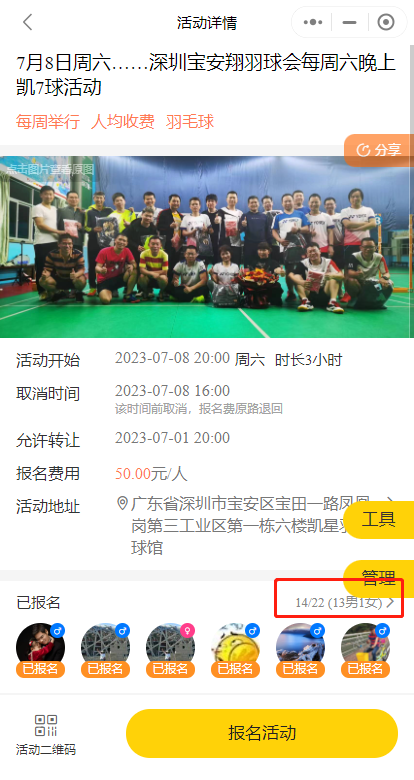 活动详情
7月8日周六……深圳宝安翔羽球会每周六晚上
凯7球活动
每周举行 人均收费 羽毛球
分享
点击图片查看原图
活动开始 2023-07-08 20:00 周六 时长3小时
取消时间 2023-07-08 16:00
该时间前取消，报名费原路退回
允许转让 2023-07-01 20:00
报名费用 50.00元/人
活动地址 广东省深圳市宝安区宝田一路凤凰
岗第三工业区第一栋六楼凯星羽
球馆
工具
管理
已报名 14/22 (13男1女)
已报名 已报名 已报名 已报名 已报名 已报名
活动二维码
报名活动